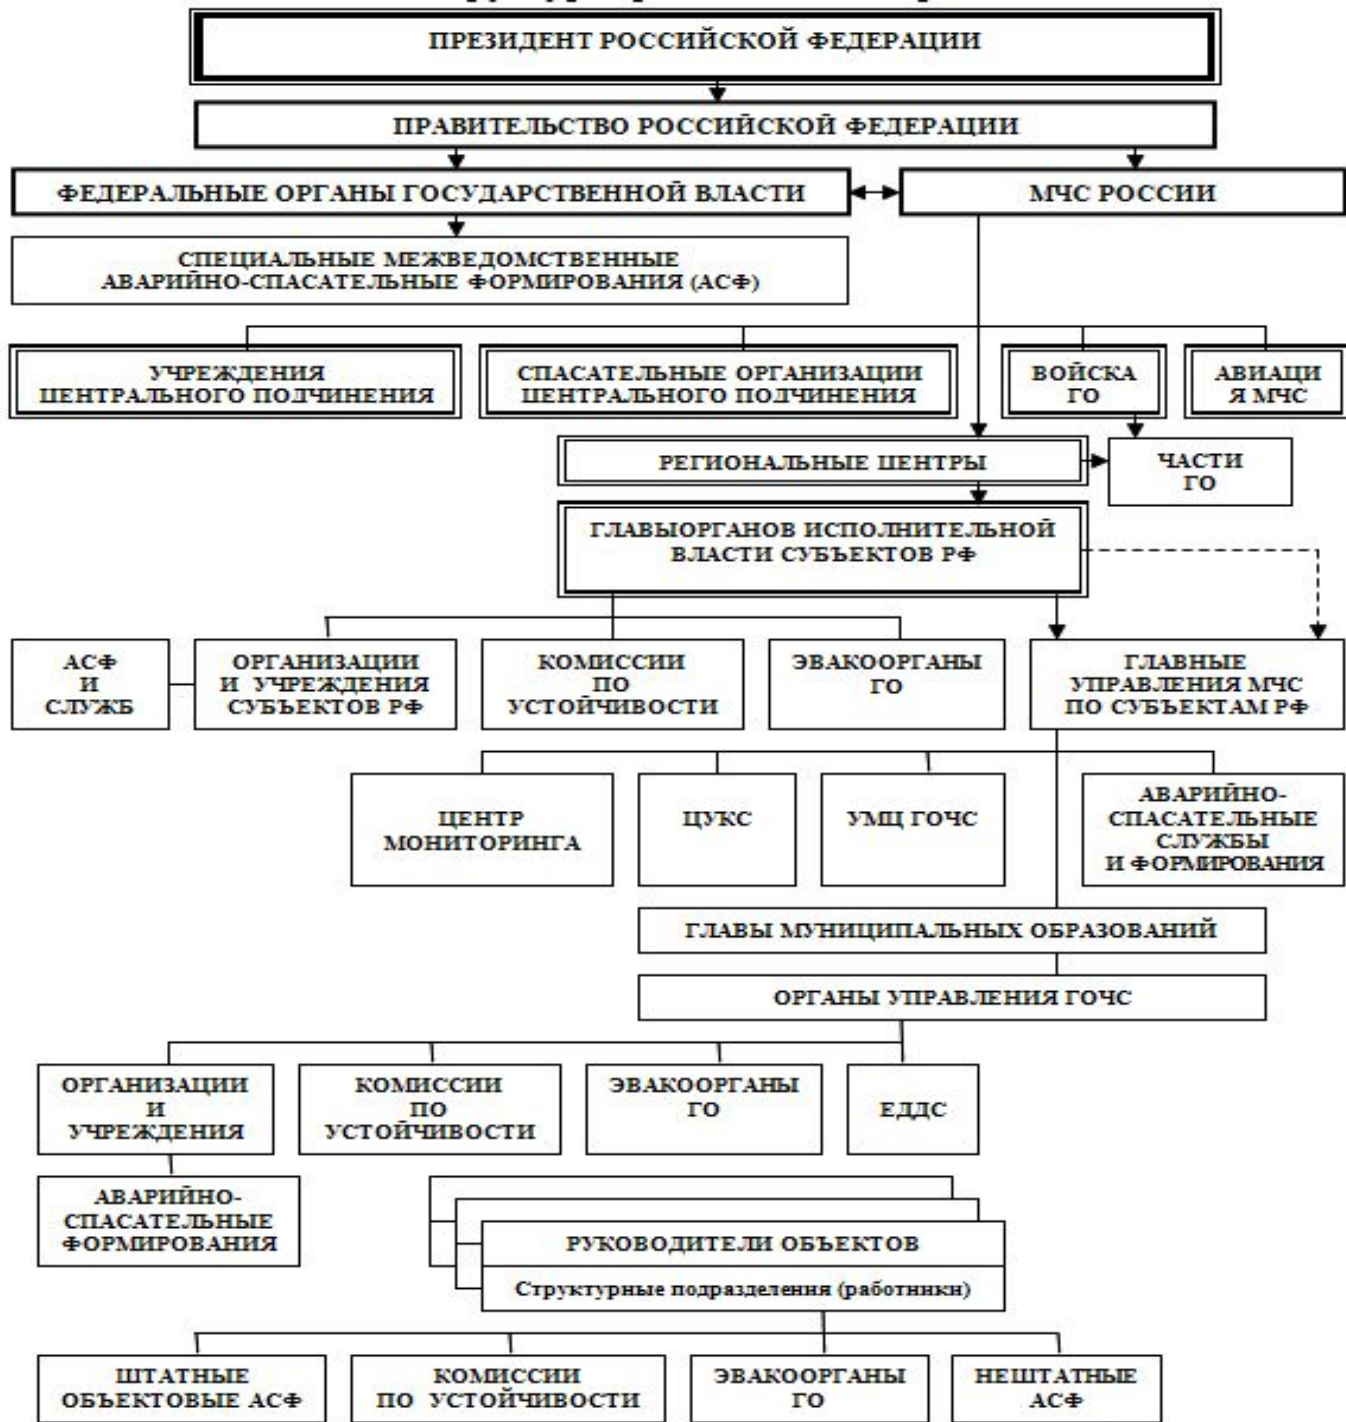 ПРЕЗИДЕНТ РОССИЙСКОЙ ФЕДЕРАЦИИ
ПРАВИТЕЛЬСТВО РОССИЙСКОЙ ФЕДЕРАЦИИ
ФЕДЕРАЛЬНЫЕ ОРГАНЫ ГОСУДАРСТВЕННОЙ ВЛАСТИ
МЧС РОССИИ
СПЕЦИАЛЬНЫЕ МЕЖВЕДОМСТВЕННЫЕ
АВАРИЙНО-СПАСАТЕЛЬНЫЕ ФОРМИРОВАНИЯ (АСФ)
УЧРЕЖДЕНИЯ
ЦЕНТРАЛЬНОГО ПОДЧИНЕНИЯ
СПАСАТЕЛЬНЫЕ ОРГАНИЗАЦИИ
ЦЕНТРАЛЬНОГО ПОДЧИНЕНИЯ
ВОЙСКА
ГО
АВИАЦИ
Я МЧС
РЕГИОНАЛЬНЫЕ ЦЕНТРЫ
ЧАСТИ
ГО
ГЛАВЫОРГАНОВ ИСПОЛНИТЕЛЬНОЙ
ВЛАСТИ СУБЪЕКТОВ РФ
АСФ
И
СЛУЖБ
ОРГАНИЗАЦИИ
И УЧРЕЖДЕНИЯ
СУБЪЕКТОВ РФ
КОМИССИИ
ПО
УСТОЙЧИВОСТИ
ЭВАКООРГАНЫ
ГО
ГЛАВНЫЕ
УПРАВЛЕНИЯ МЧС
ПО СУБЪЕКТАМ РФ
ЦЕНТР
МОНИТОРИНГА
ЦУКС
УМЦ ГОЧС
АВАРИЙНО-
СПАСАТЕЛЬНЫЕ
СЛУЖБЫ
И ФОРМИРОВАНИЯ
ГЛАВЫ МУНИЦИПАЛЬНЫХ ОБРАЗОВАНИЙ
ОРГАНЫ УПРАВЛЕНИЯ ГОЧС
ОРГАНИЗАЦИИ
И
УЧРЕЖДЕНИЯ
КОМИССИИ
ПО
УСТОЙЧИВОСТИ
ЭВАКООРГАНЫ
ГО
ЕДДС
АВАРИЙНО-
СПАСАТЕЛЬНЫЕ
ФОРМИРОВАНИЯ
РУКОВОДИТЕЛИ ОБЪЕКТОВ
Структурные подразделения (работники)
ШТАТНЫЕ
ОБЪЕКТОВЫЕ АСФ
КОМИССИИ
ПО УСТОЙЧИВОСТИ
ЭВАКООРГАНЫ
ГО
НЕШТАТНЫЕ
АСФ